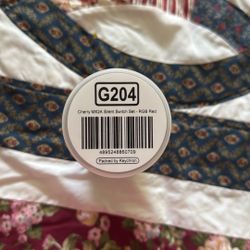 G204
Cherry MX2A Silent Switch Set - RGB Red
4895248860709
Packed by Keychron